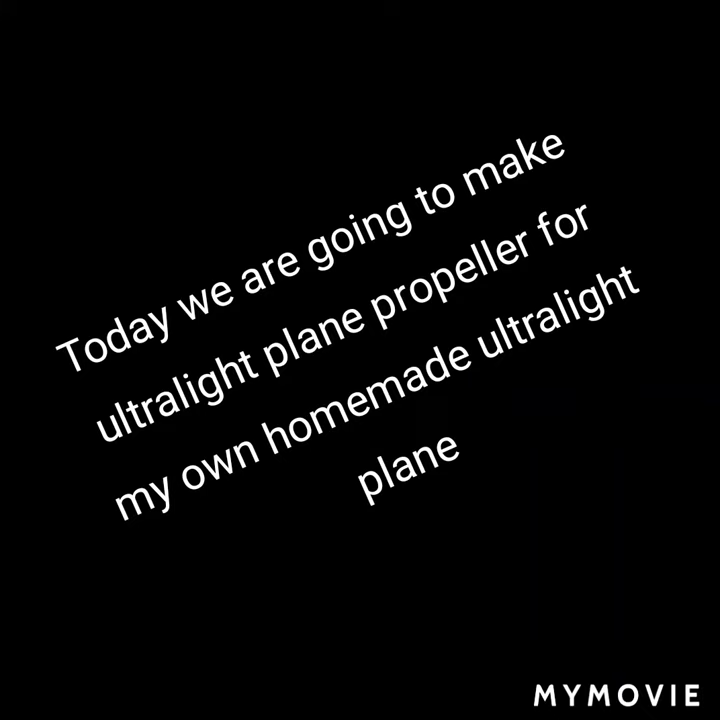 Today we are going to make
ultralight plane propeller for
my own homemade ultralight
plane
MYMOVIE